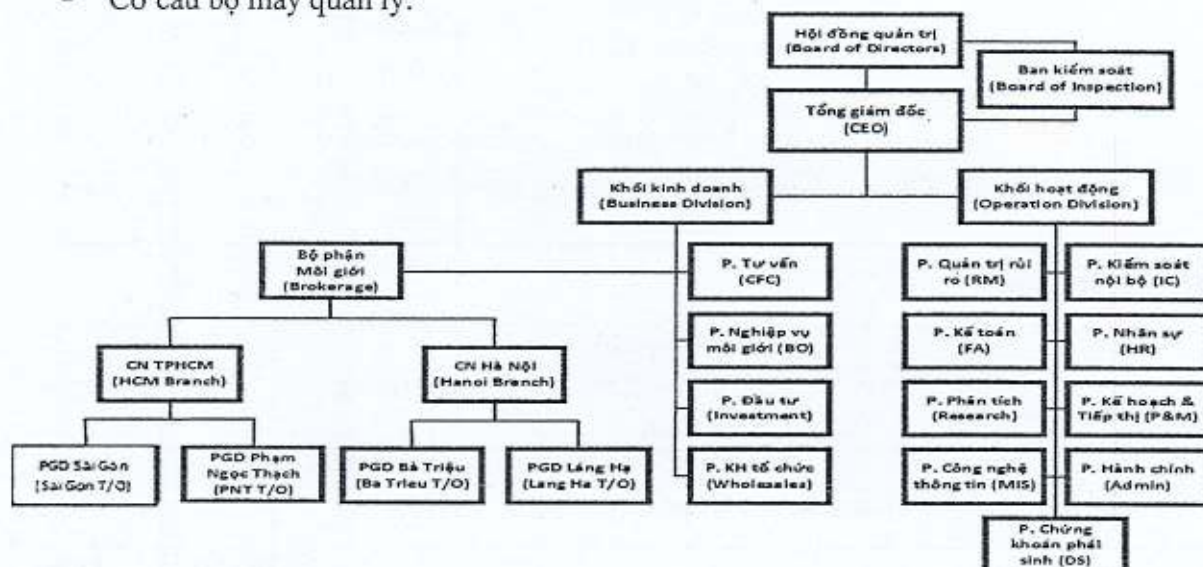 - Cơ cấu bộ máy quản lý:
Hội đồng quản trị
(Board of Directors)
Ban kiểm soát
(Board of Inspection)
Tổng giám đốc
(CEO)
Khối kinh doanh
(Business Division)
Khối hoạt động
(Operation Division)
Bộ phận
Môi giới
(Brokerage)
P. Tư vấn
(CFC)
P. Quản trị rủi
ro (RM)
P. Kiểm soát
nội bộ (IC)
CN TPHCM
(HCM Branch)
CN Hà Nội
(Hanoi Branch)
P. Nghiệp vụ
môi giới (BO)
P. Kế toán
(FA)
P. Nhân sự
(HR)
P. Đầu tư
(Investment)
P. Phân tích
(Research)
P. Kế hoạch &
Tiếp thị (P&M)
PGD Sài Gòn
(Sai Gon T/O)
PGD Phạm
Ngọc Thạch
(PNT T/O)
PGD Bà Triệu
(Ba Trieu T/O)
PGD Láng Hạ
(Lang Ha T/O)
P. KH tổ chức
(Wholesales)
P. Công nghệ
thông tin (MIS)
P. Hành chính
(Admin)
P. Chứng
khoán phái
sinh (DS)